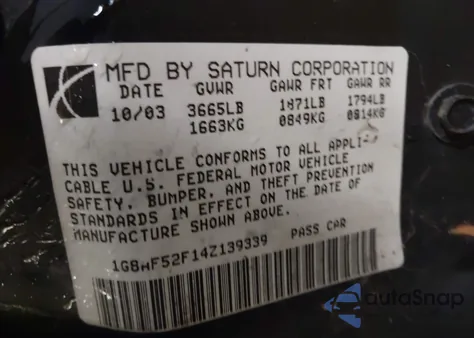 MFD BY SATURN CORPORATION
DATE GVWR GAWR FRT GAWR RR
10/03 3665LB 1871LB 1794LB
1663KG 0849KG 0814KG
THIS VEHICLE CONFORMS TO ALL APPLI-
CABLE U.S. FEDERAL MOTOR VEHICLE
SAFETY, BUMPER, AND THEFT PREVENTION
STANDARDS IN EFFECT ON THE DATE OF
MANUFACTURE SHOWN ABOVE.
1G8WF52F14Z139339 PASS CAR
autoSnap